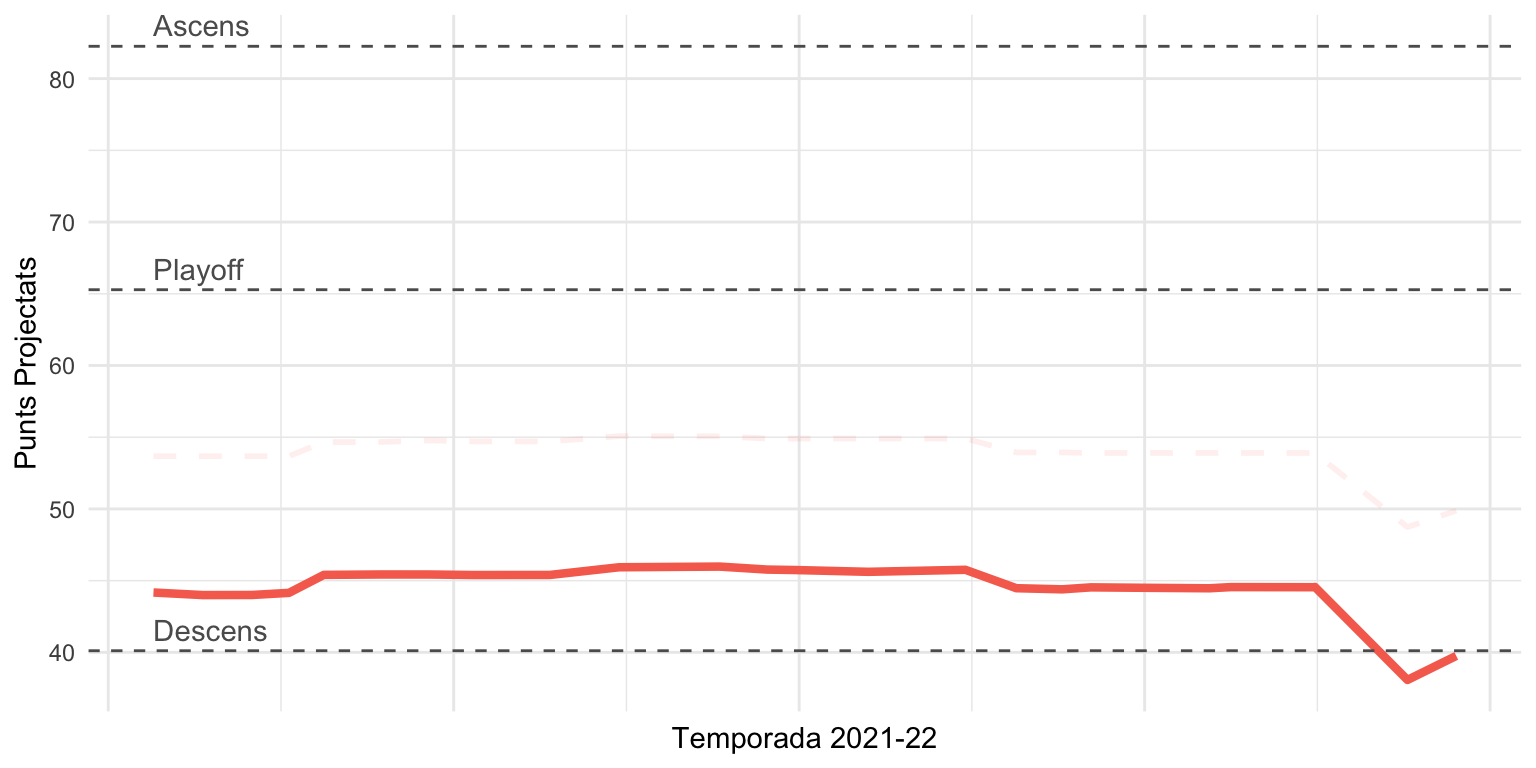 Ascens
80
70
Playoff
60
50
Descens
40
Punts Projectats
Temporada 2021-22